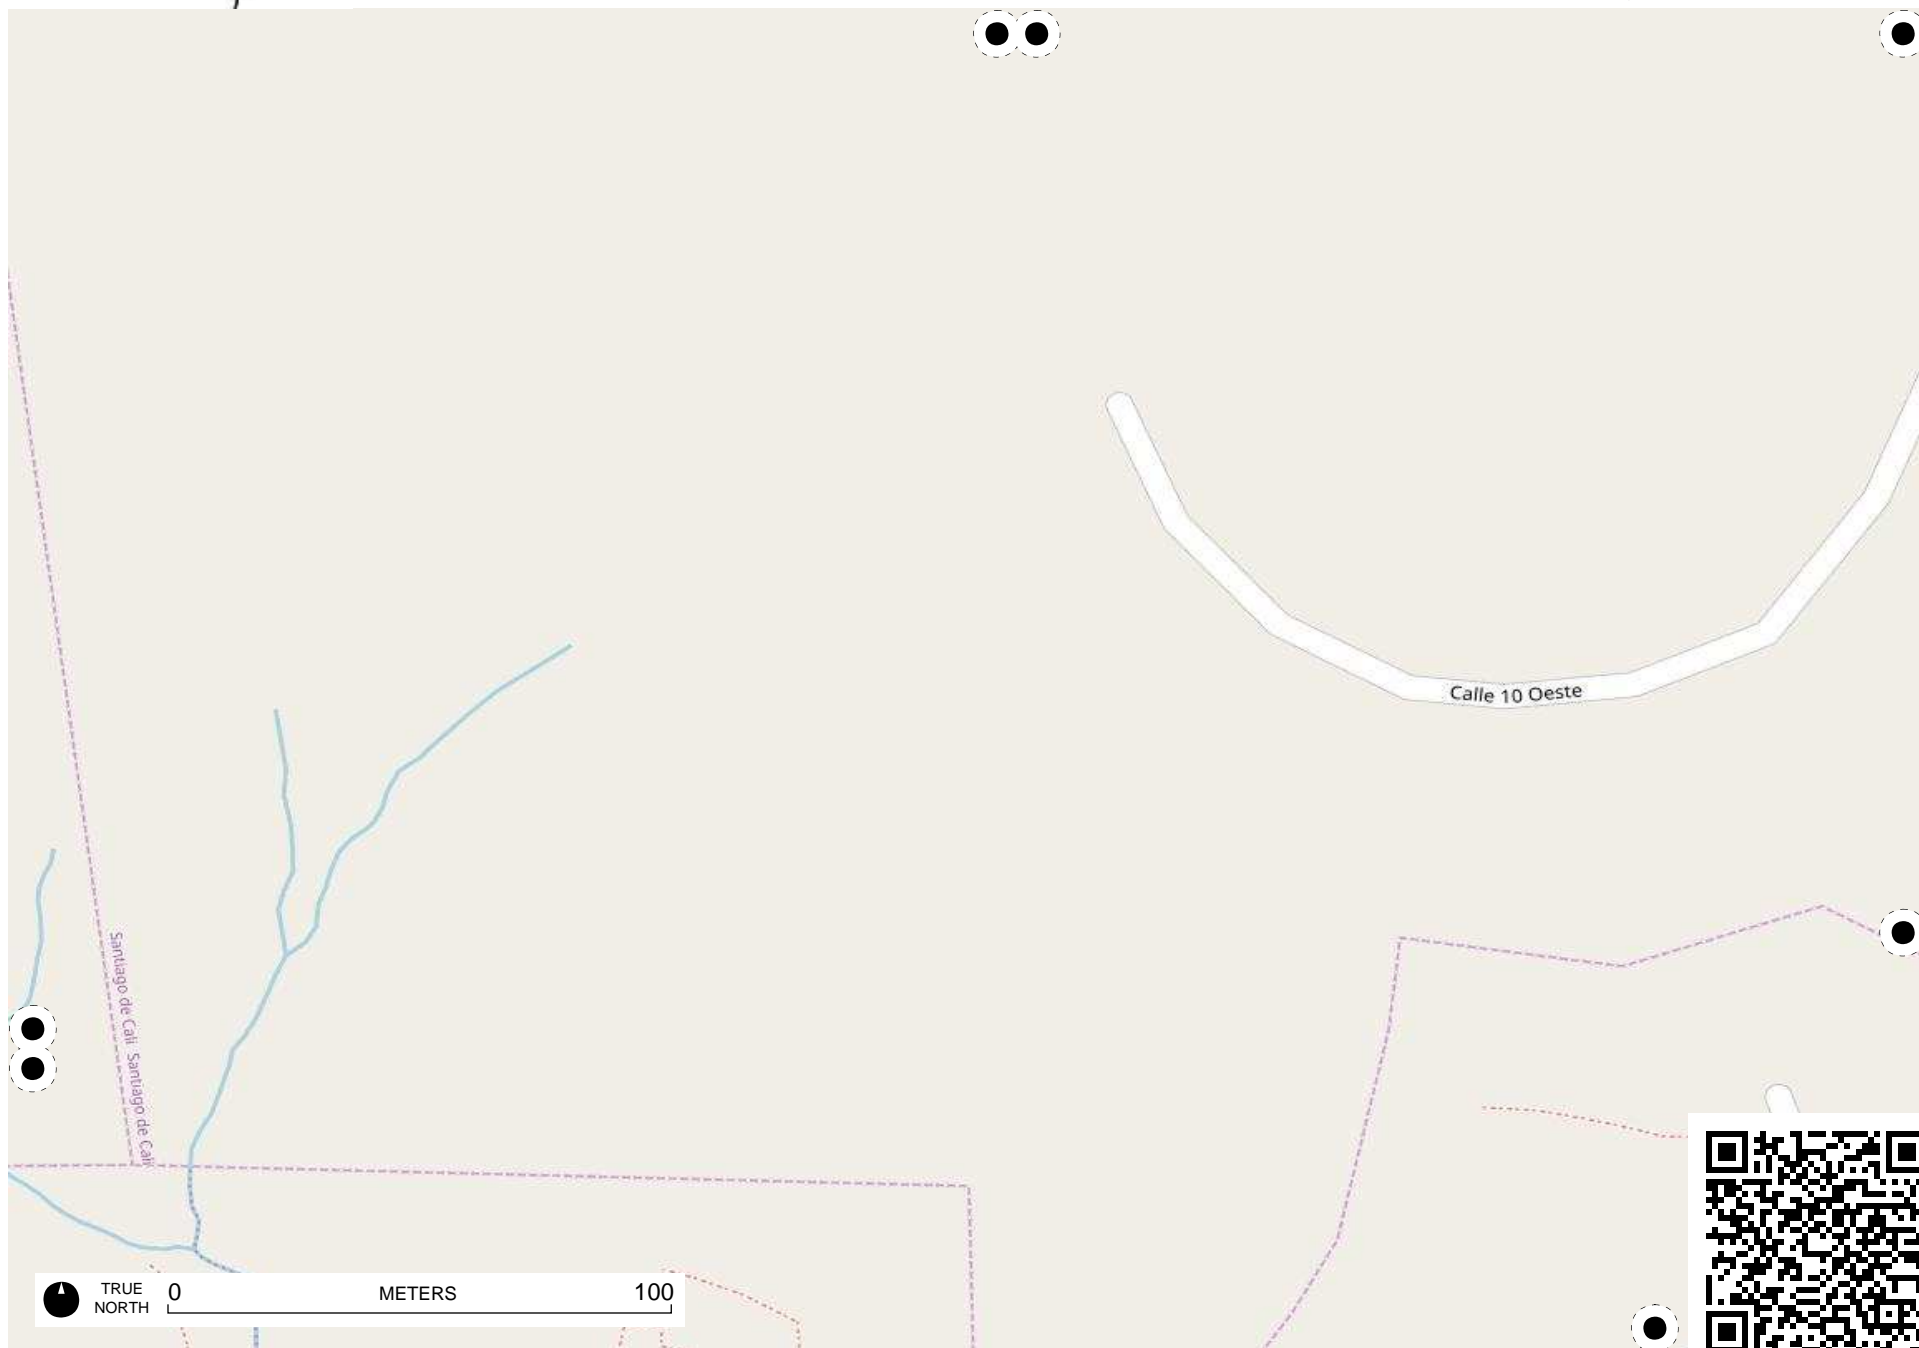 Calle 10 Oeste
Santiago de Cali
Santiago de Cali
TRUE
NORTH
0
METERS
100